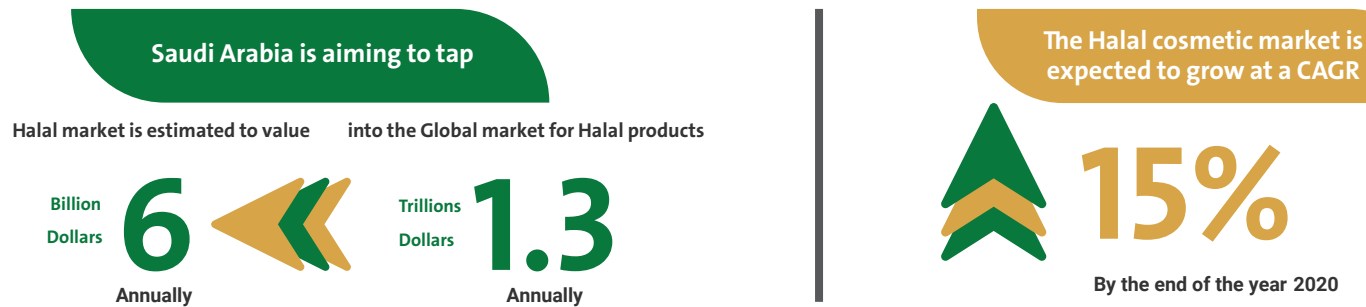 Saudi Arabia is aiming to tap
Halal market is estimated to value
into the Global market for Halal products
Billion
Dollars
6
Annually
Trillions
Dollars
1.3
Annually
The Halal cosmetic market is
expected to grow at a CAGR
15%
By the end of the year 2020